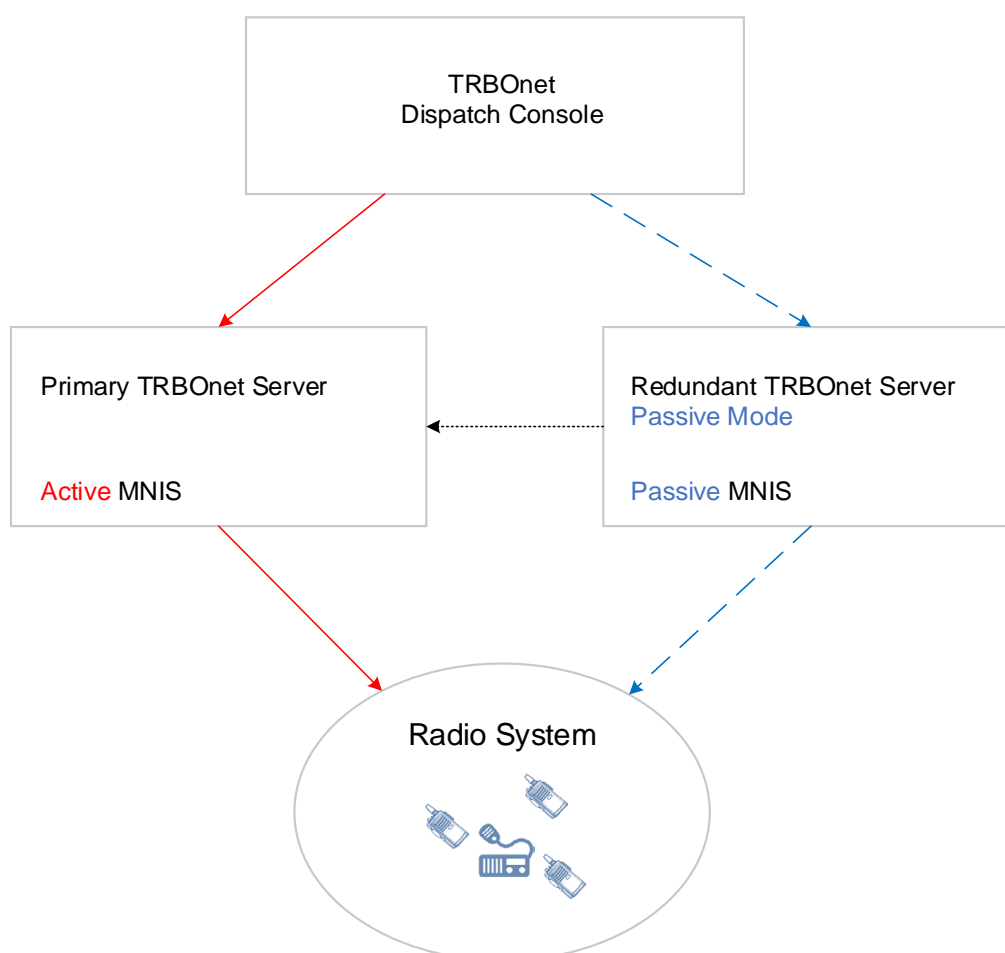 TRBOnet
Dispatch Console
Primary TRBOnet Server
Active MNIS
Redundant TRBOnet Server
Passive Mode
Passive MNIS
Radio System